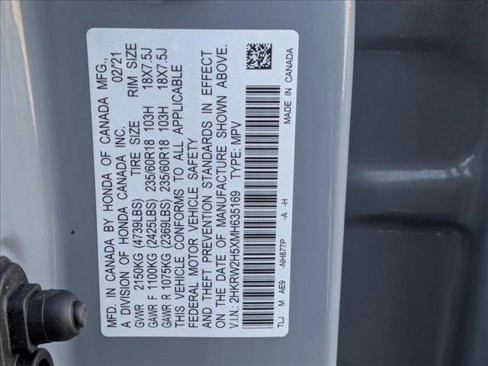 MFD. IN CANADA BY HONDA OF CANADA MFG.,
A DIVISION OF HONDA CANADA INC. 02/21
TIRE SIZE RIM SIZE
GVWR 2150KG (4739LBS)
GAWR F 1100KG (2425LBS) 235/60R18 103H 18X7.5J
GAWR R 1075KG (2369LBS) 235/60R18 103H 18X7.5J
THIS VEHICLE CONFORMS TO ALL APPLICABLE
FEDERAL MOTOR VEHICLE SAFETY
AND THEFT PREVENTION STANDARDS IN EFFECT
ON THE DATE OF MANUFACTURE SHOWN ABOVE.
V.I.N.: 2HKRW2H5XMH635169 TYPE: MPV
TLJ M AE9 -NH877P -A -H
MADE IN CANADA